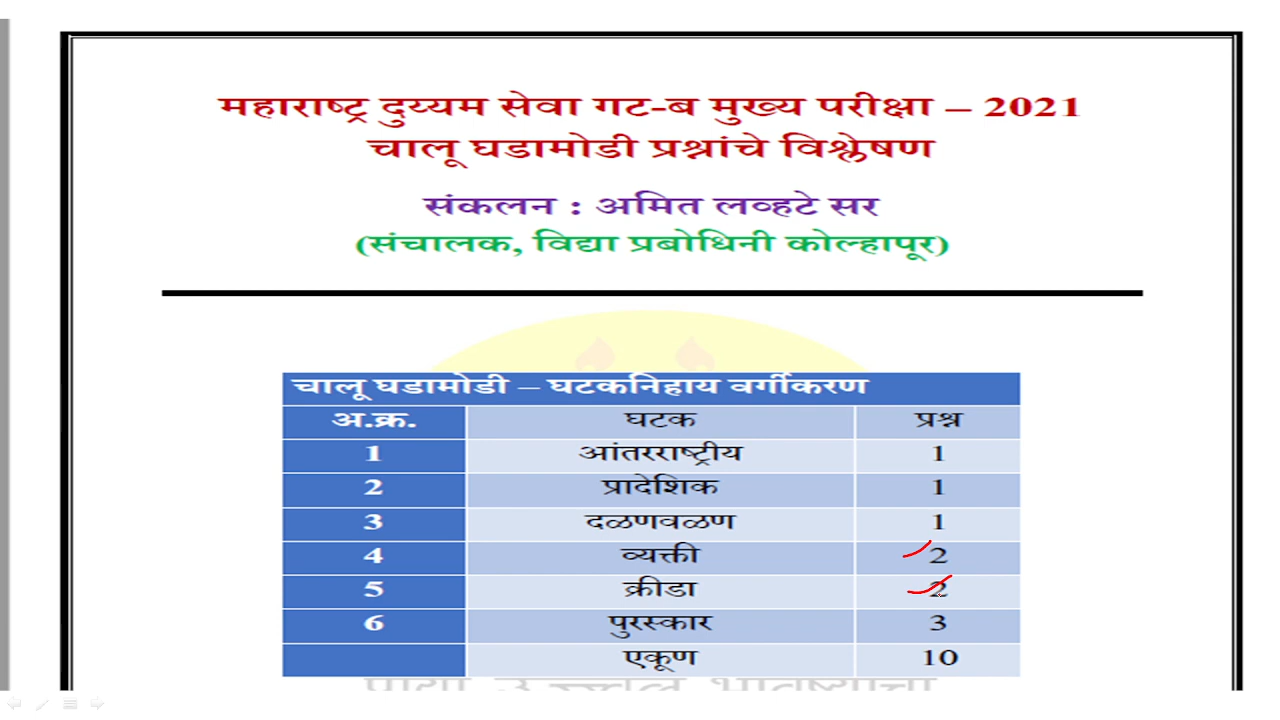 महाराष्ट्र दुय्यम सेवा गट-ब मुख्य परीक्षा – 2021
चालू घडामोडी प्रश्नांचे विश्लेषण
संकलन : अमित लव्हटे सर
(संचालक, विद्या प्रबोधिनी कोल्हापूर)
चालू घडामोडी – घटकनिहाय वर्गीकरण
अ.क्र. घटक प्रश्न
1 आंतरराष्ट्रीय 1
2 प्रादेशिक 1
3 दळणवळण 1
4 व्यक्ती 2
5 क्रीडा 2
6 पुरस्कार 3
एकूण 10